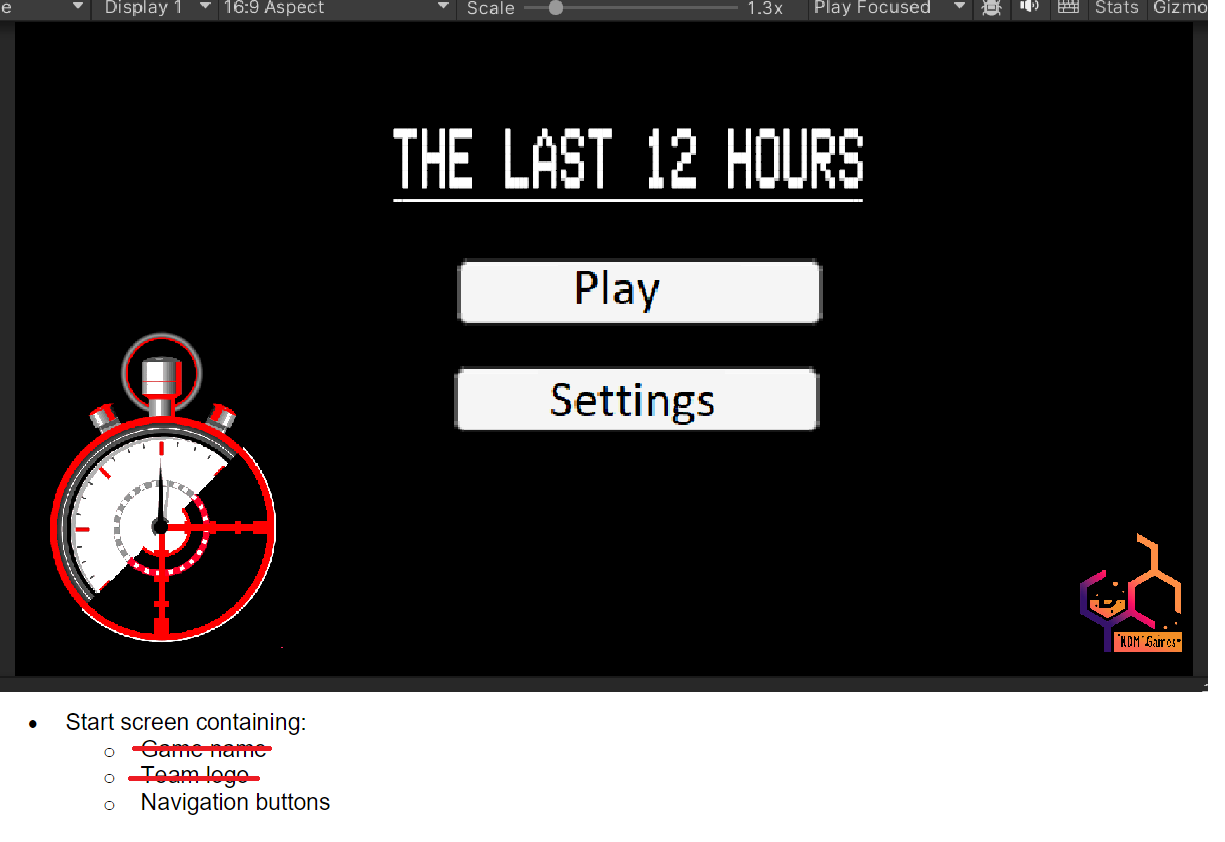 e Display 1 16:9 Aspect Scale 1.3x Play Focused Stats Gizmo
THE LAST 12 HOURS
Play
Settings
KDM Games
• Start screen containing:
○ Game name
○ Team logo
○ Navigation buttons